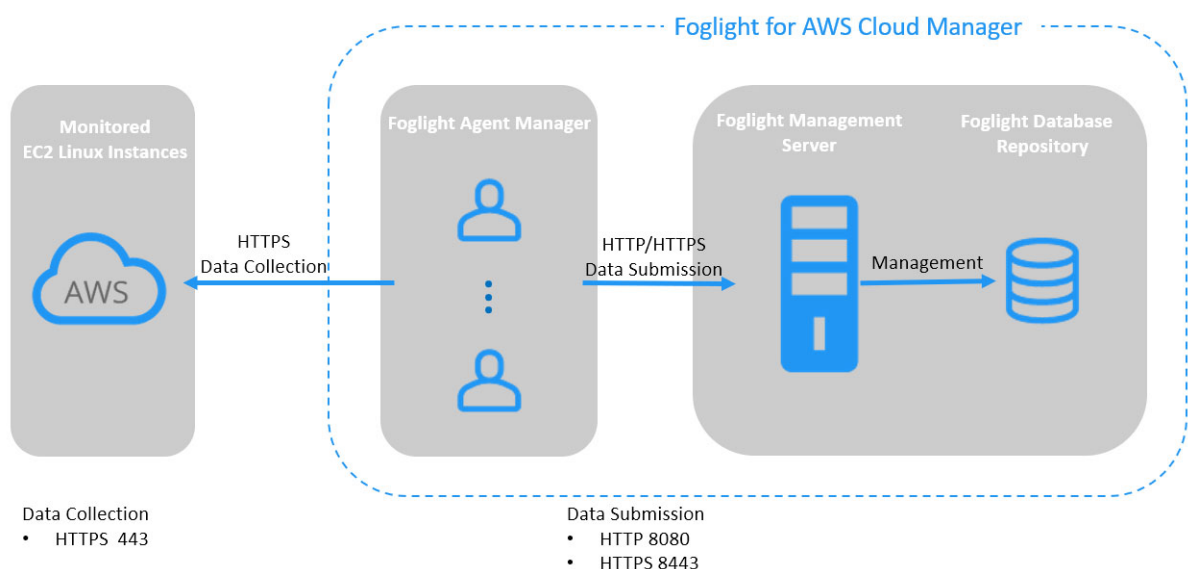 Foglight for AWS Cloud Manager
Monitored
EC2 Linux Instances
AWS
HTTPS
Data Collection
Foglight Agent Manager
HTTP/HTTPS
Data Submission
Foglight Management
Server
Management
Foglight Database
Repository
Data Collection
• HTTPS 443
Data Submission
• HTTP 8080
• HTTPS 8443